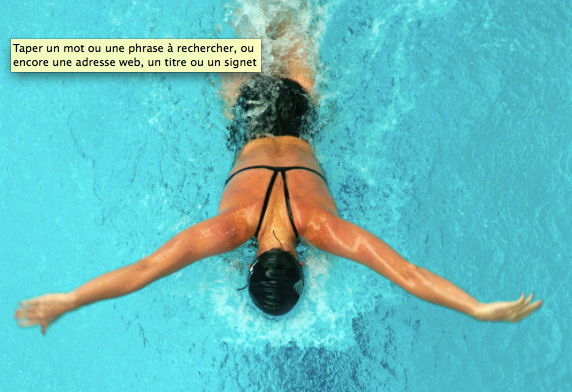 Taper un mot ou une phrase à rechercher, ou
encore une adresse web, un titre ou un signet